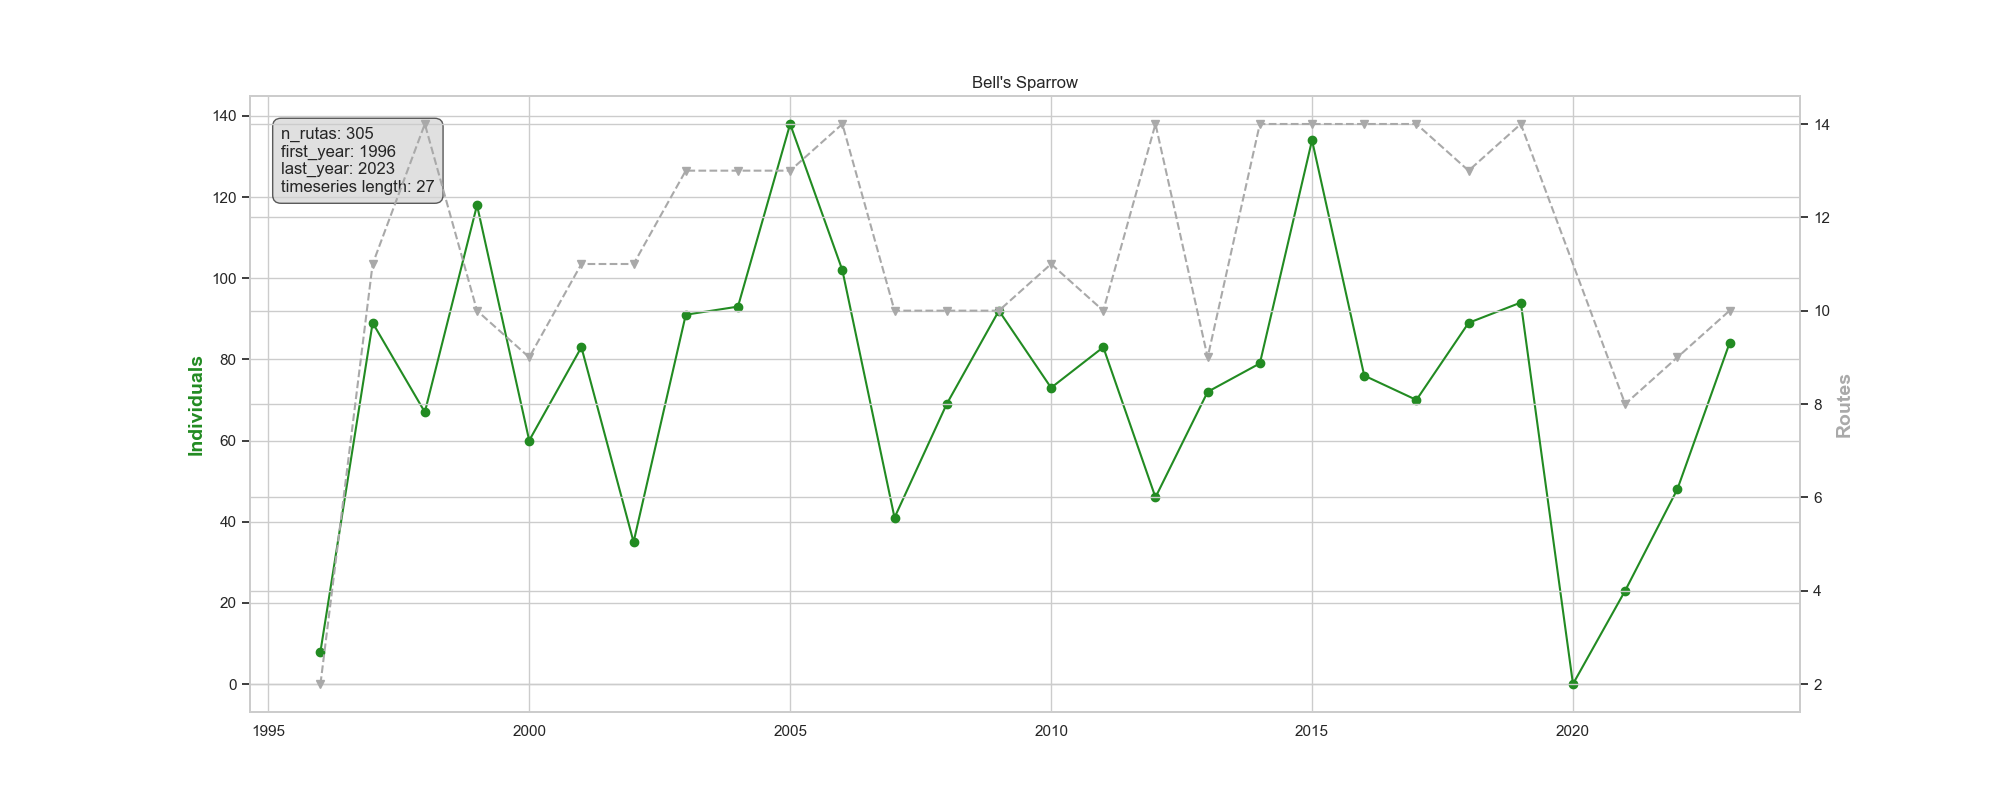 Bell's Sparrow
n_rutas: 305
first_year: 1996
last_year: 2023
timeseries length: 27
Individuals
140
120
100
80
60
40
20
0
14
12
10
8
6
4
2
Routes
1995 2000 2005 2010 2015 2020